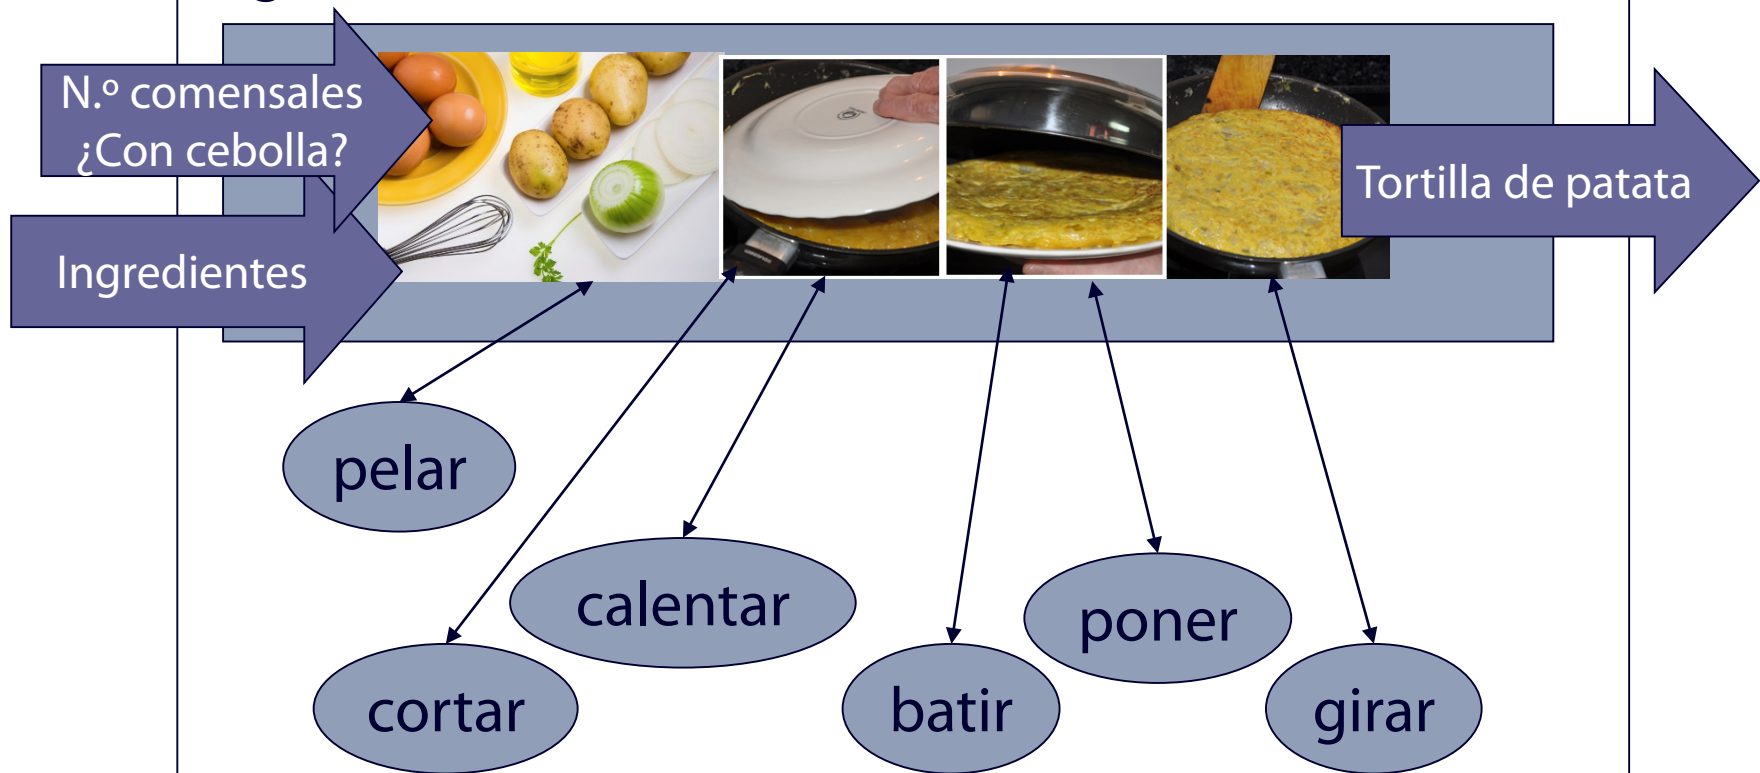 N.º comensales
¿Con cebolla?
Ingredientes
Tortilla de patata
pelar
calentar
poner
cortar
batir
girar